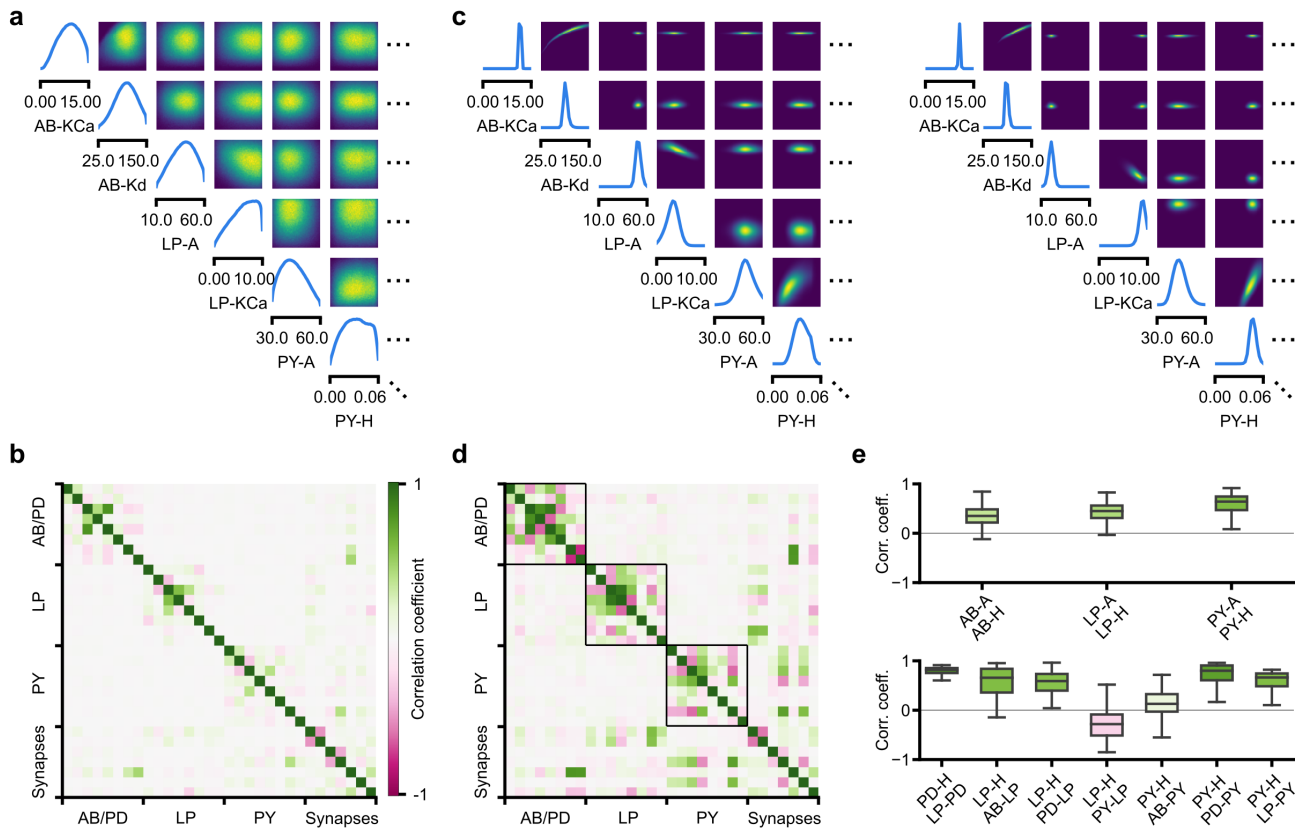 a
...
0.00 15.00
AB-KCa
...
25.0 150.0
AB-Kd
...
10.0 60.0
LP-A
...
0.00 10.00
LP-KCa
...
30.0 60.0
PY-A
...
0.00 0.06
PY-H
...
c
...
0.00 15.00
AB-KCa
...
25.0 150.0
AB-Kd
...
10.0 60.0
LP-A
...
0.00 10.00
LP-KCa
...
30.0 60.0
PY-A
...
0.00 0.06
PY-H
...
...
0.00 15.00
AB-KCa
...
25.0 150.0
AB-Kd
...
10.0 60.0
LP-A
...
0.00 10.00
LP-KCa
...
30.0 60.0
PY-A
...
0.00 0.06
PY-H
...
b
AB/PD
LP
PY
Synapses
AB/PD
LP
PY
Synapses
1
-1
Correlation coefficient
d
AB/PD
LP
PY
Synapses
AB/PD
LP
PY
Synapses
e
Corr. coeff.
1
0
−1
AB-A
AB-H
LP-A
LP-H
PY-A
PY-H
Corr. coeff.
1
0
−1
PD-H
LP-PD
LP-H
AB-LP
LP-H
PD-LP
LP-H
PY-LP
PY-H
AB-PY
PY-H
PD-PY
PY-H
LP-PY